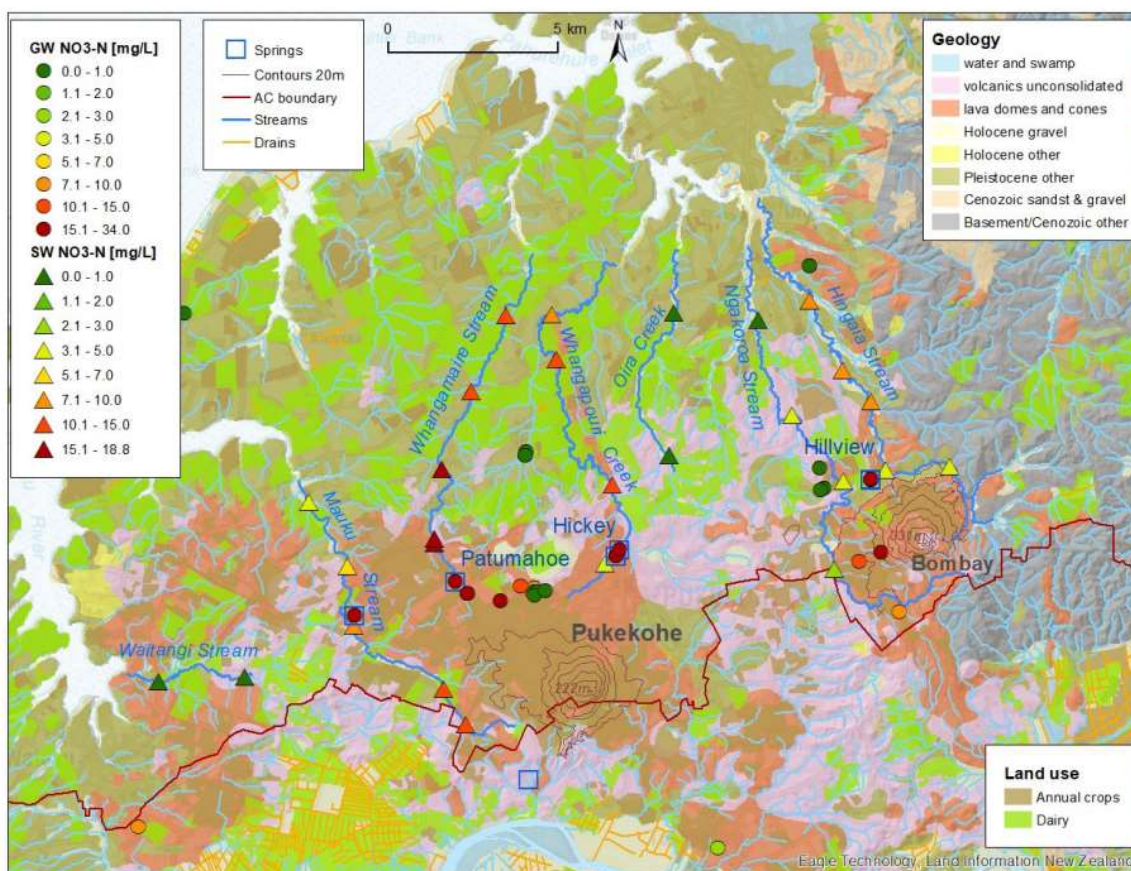 GW NO3-N [mg/L]
0.0 - 1.0
1.1 - 2.0
2.1 - 3.0
3.1 - 5.0
5.1 - 7.0
7.1 - 10.0
10.1 - 15.0
15.1 - 34.0
SW NO3-N [mg/L]
0.0 - 1.0
1.1 - 2.0
2.1 - 3.0
3.1 - 5.0
5.1 - 7.0
7.1 - 10.0
10.1 - 15.0
15.1 - 18.8
Springs
Contours 20m
AC boundary
Streams
Drains
0 5 km
N
Geology
water and swamp
volcanics unconsolidated
lava domes and cones
Holocene gravel
Holocene other
Pleistocene other
Cenozoic sandst & gravel
Basement/Cenozoic other
Whangamaire Stream
Whangapouri Creek
Oira Creek
Ngakoroa Stream
Hingaia Stream
Hillview
Mauku Stream
Hickey
Patumahoe
Bombay
River
Pukekohe
Waitangi Stream
222m
Land use
Annual crops
Dairy
Eagle Technology, Land Information New Zealand